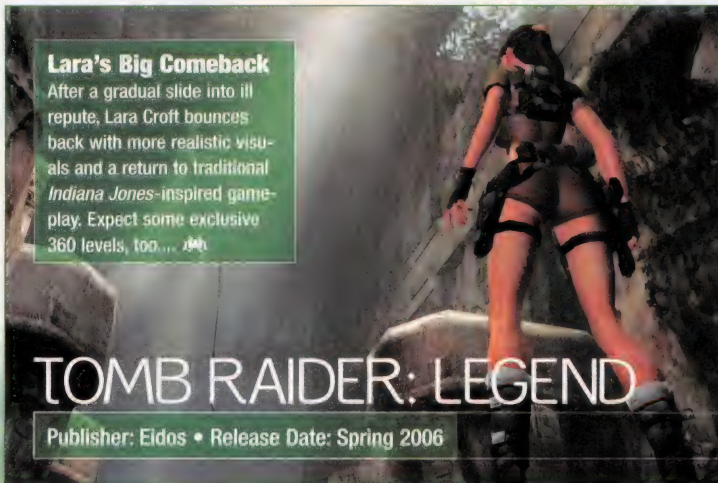 Lara's Big Comeback
After a gradual slide into ill
repute, Lara Croft bounces
back with more realistic visu-
als and a return to traditional
Indiana Jones-inspired game-
play. Expect some exclusive
360 levels, too....
TOMB RAIDER: LEGEND
Publisher: Eidos • Release Date: Spring 2006